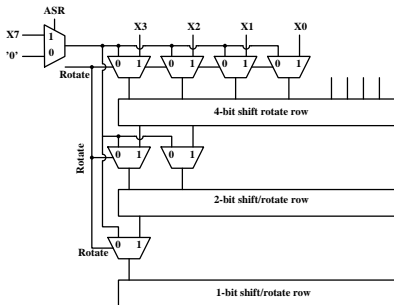 ASR
X7
1
X3
X2
X1
X0
'0'
0
Rotate
0 1
0 1
0 1
0 1
4-bit shift rotate row
Rotate
0 1
0 1
2-bit shift/rotate row
0 1
Rotate
1-bit shift/rotate row